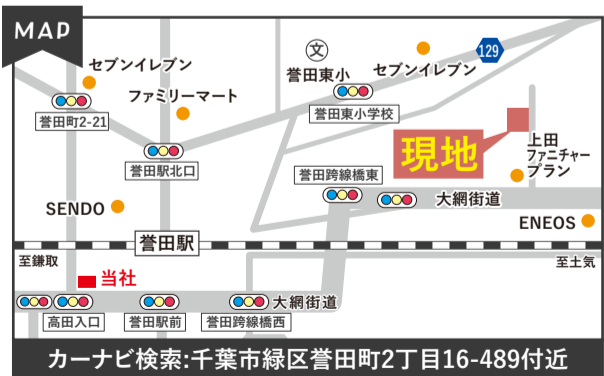 MAP
セブンイレブン
文
誉田東小
セブンイレブン
129
ファミリーマート
誉田町2-21
誉田東小学校
現地
上田
ファニチャー
プラン
誉田駅北口
誉田跨線橋東
大網街道
SENDO
ENEOS
誉田駅
至鎌取
至土気
当社
大網街道
高田入口
誉田駅前
誉田跨線橋西
カーナビ検索:千葉市緑区誉田町2丁目16-489付近